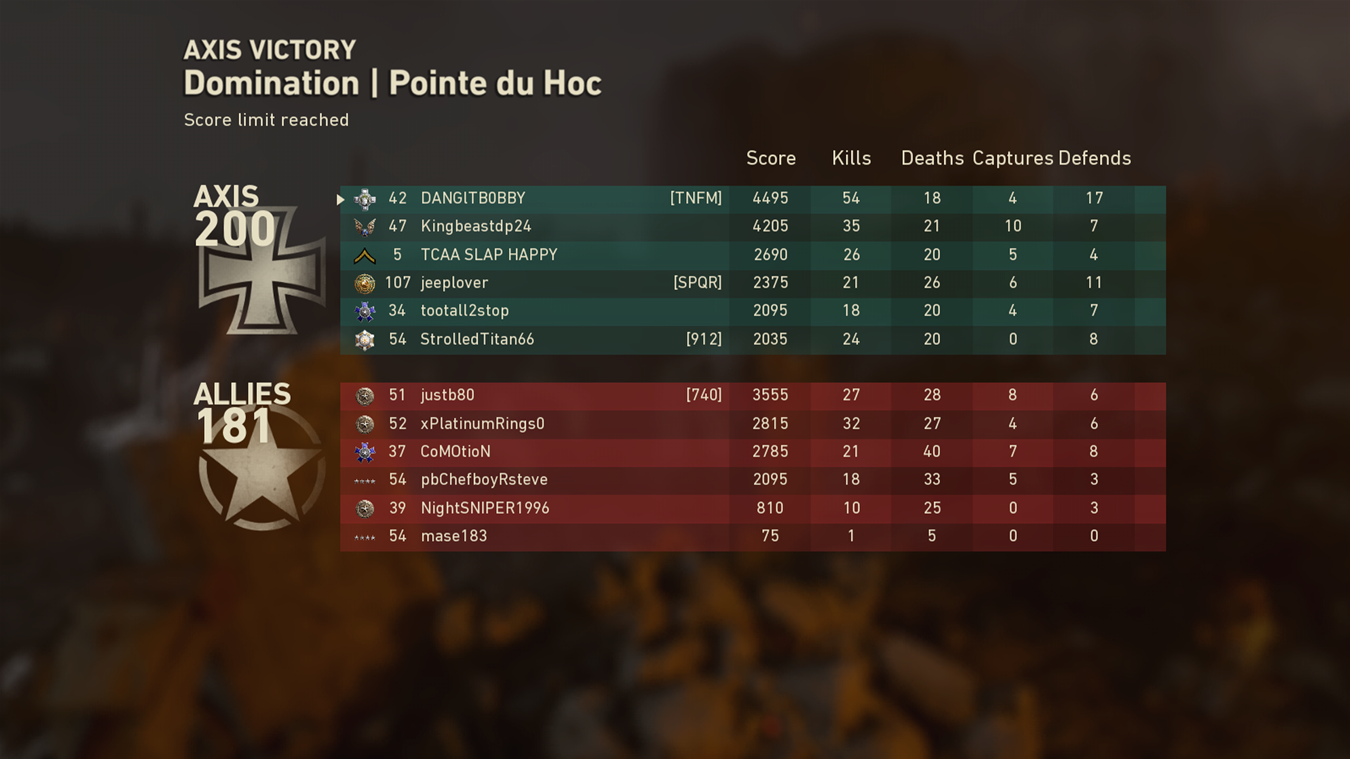 AXIS VICTORY
Domination | Pointe du Hoc
Score limit reached
Score Kills Deaths Captures Defends
AXIS
200
42 DANGlTB0BBY [TNFM] 4495 54 18 4 17
47 Kingbeastdp24 4205 35 21 10 7
5 TCAA SLAP HAPPY 2690 26 20 5 4
107 jeeplover [SPQR] 2375 21 26 6 11
34 tootall2stop 2095 18 20 4 7
54 StrolledTitan66 [912] 2035 24 20 0 8
ALLIES
181
51 justb80 [740] 3555 27 28 8 6
52 xPlatinumRings0 2815 32 27 4 6
37 CoMOtioN 2785 21 40 7 8
54 pbChefboyRsteve 2095 18 33 5 3
39 NightSNIPER1996 810 10 25 0 3
54 mase183 75 1 5 0 0